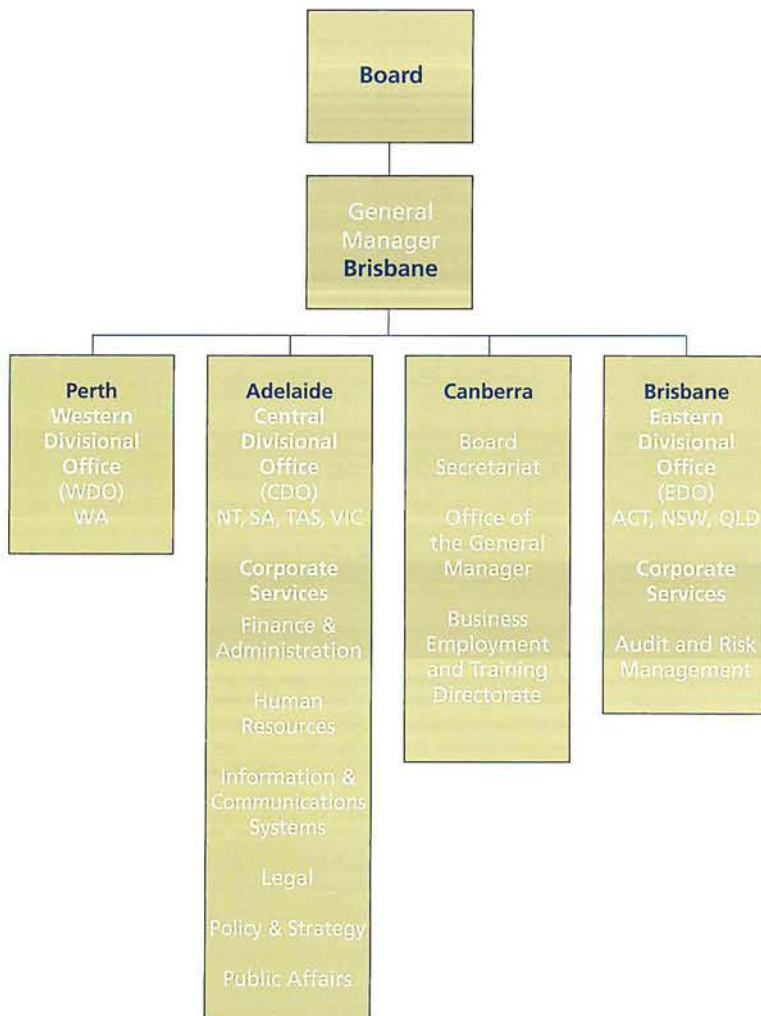 Board
General
Manager
Brisbane
Perth
Western
Divisional
Office
(WDO)
WA
Adelaide
Central
Divisional
Office
(CDO)
NT, SA, TAS, VIC
Corporate
Services
Finance &
Administration
Human
Resources
Information &
Communications
Systems
Legal
Policy & Strategy
Public Affairs
Canberra
Board
Secretariat
Office of
the General
Manager
Business
Employment
and Training
Directorate
Brisbane
Eastern
Divisional
Office
(EDO)
ACT, NSW, QLD
Corporate
Services
Audit and Risk
Management